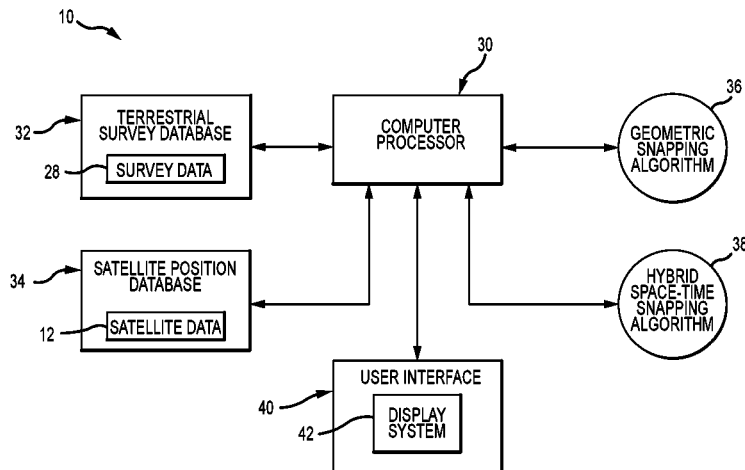 10
30
36
TERRESTRIAL
SURVEY DATABASE
32
28
SURVEY DATA
COMPUTER
PROCESSOR
GEOMETRIC
SNAPPING
ALGORITHM
34
SATELLITE POSITION
DATABASE
12
SATELLITE DATA
38
HYBRID
SPACE-TIME
SNAPPING
ALGORITHM
USER INTERFACE
40
42
DISPLAY
SYSTEM